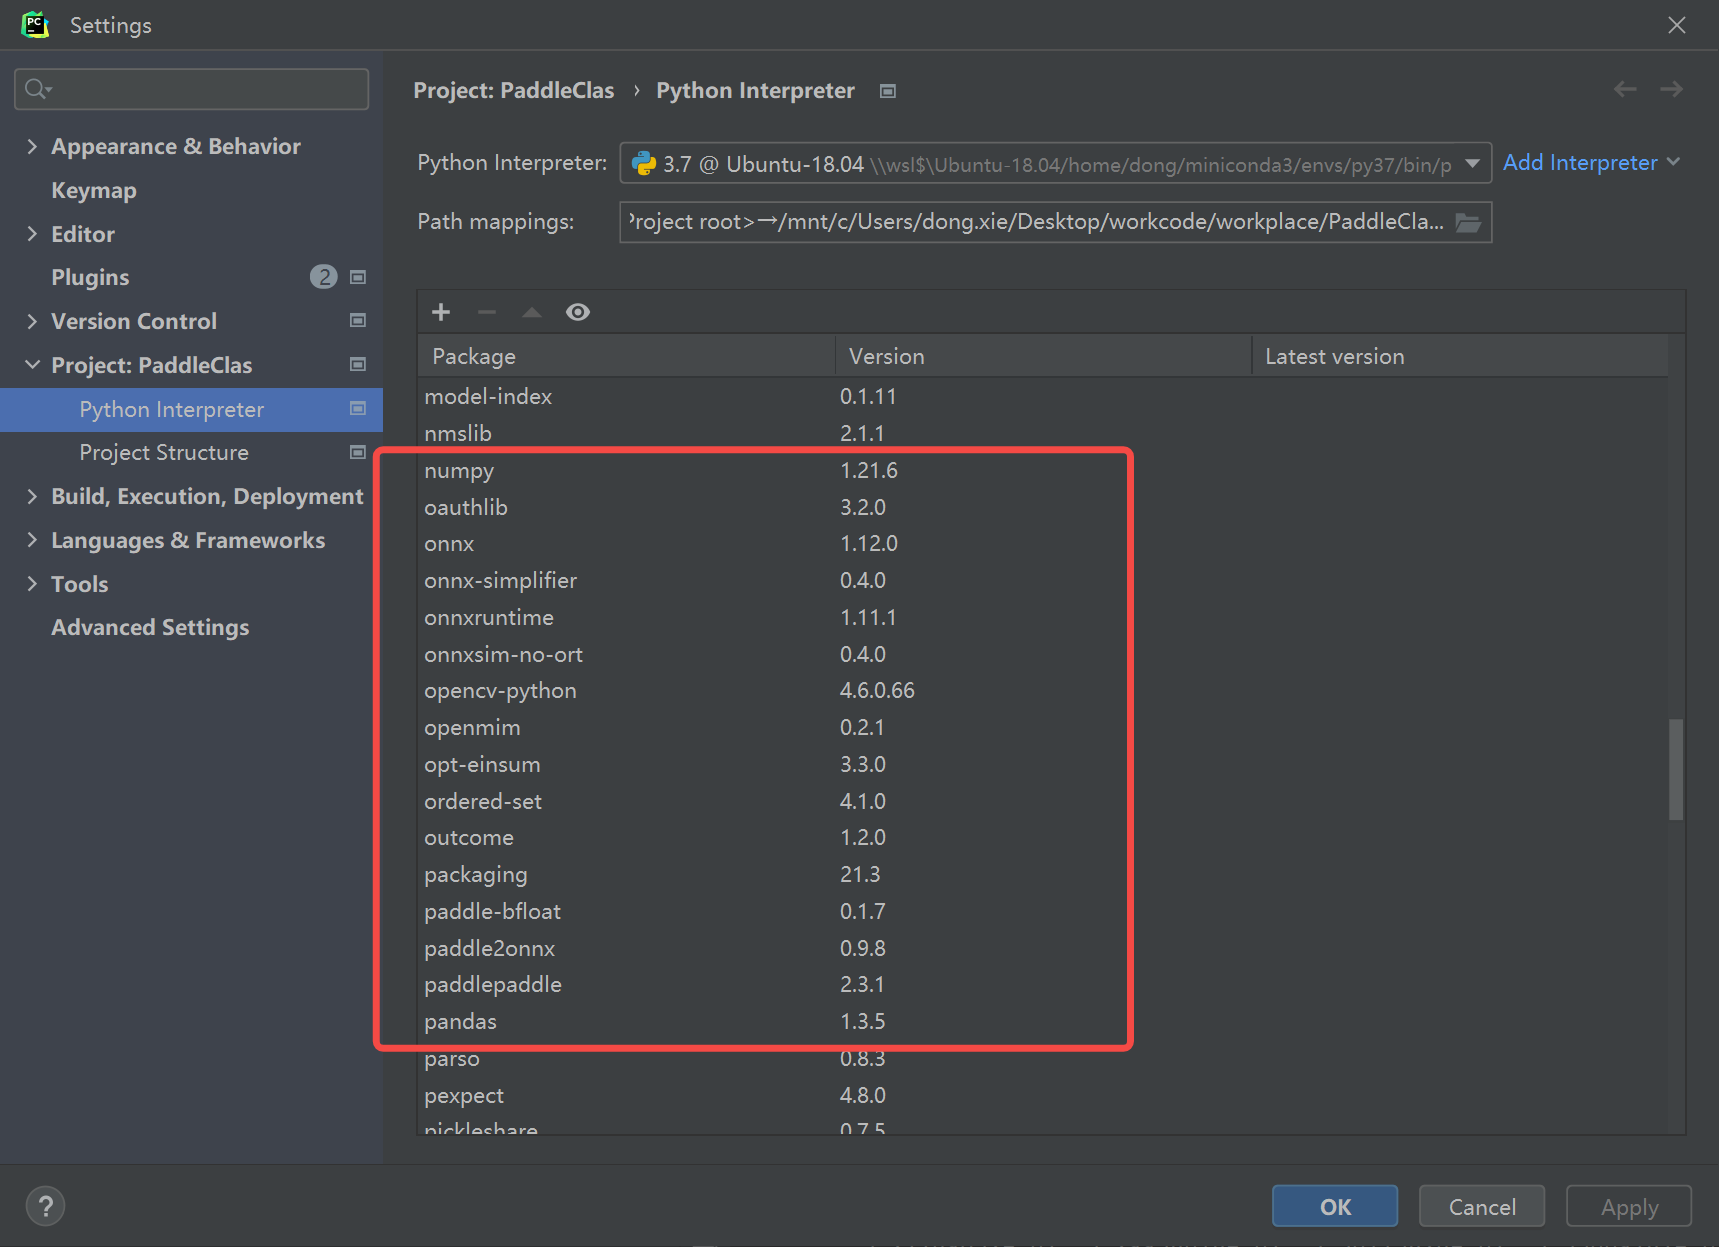 PC
Settings
Appearance & Behavior
Keymap
Editor
Plugins 2
Version Control
Project: PaddleClas
Python Interpreter
Project Structure
Build, Execution, Deployment
Languages & Frameworks
Tools
Advanced Settings
Project: PaddleClas › Python Interpreter
Python Interpreter: 3.7 @ Ubuntu-18.04 \\wsl$\Ubuntu-18.04/home/dong/miniconda3/envs/py37/bin/p Add Interpreter
Path mappings: Project root>→/mnt/c/Users/dong.xie/Desktop/workcode/workplace/PaddleCla...
Package Version Latest version
model-index 0.1.11
nmslib 2.1.1
numpy 1.21.6
oauthlib 3.2.0
onnx 1.12.0
onnx-simplifier 0.4.0
onnxruntime 1.11.1
onnxsim-no-ort 0.4.0
opencv-python 4.6.0.66
openmim 0.2.1
opt-einsum 3.3.0
ordered-set 4.1.0
outcome 1.2.0
packaging 21.3
paddle-bfloat 0.1.7
paddle2onnx 0.9.8
paddlepaddle 2.3.1
pandas 1.3.5
parso 0.8.3
pexpect 4.8.0
pickleshare 0.7.5
?
OK Cancel Apply